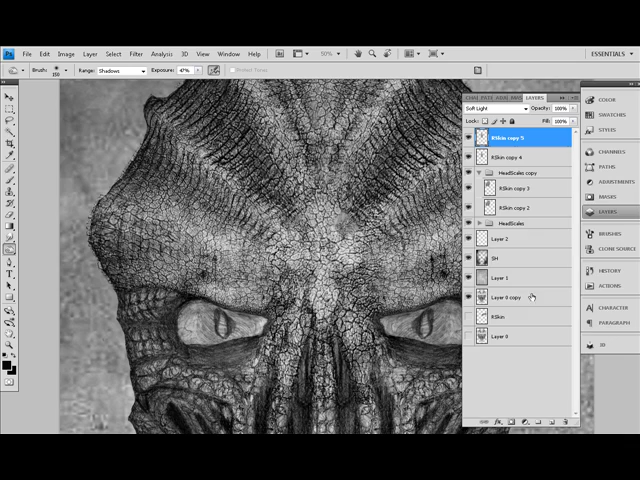 Ps File Edit Image Layer Select Filter Analysis 3D View Window Help 50% ESSENTIALS
Brush: 150 Range: Shadows Exposure: 47% Protect Tones
LAYERS
Soft Light Opacity: 100%
Lock: Fill: 100%
RSkin copy 5
RSkin copy 4
HeadScales copy
RSkin copy 3
RSkin copy 2
HeadScales
Layer 2
SH
Layer 1
Layer 0 copy
RSkin
Layer 0
COLOR
SWATCHES
STYLES
CHANNELS
PATHS
ADJUSTMENTS
MASKS
LAYERS
BRUSHES
CLONE SOURCE
HISTORY
ACTIONS
CHARACTER
PARAGRAPH
3D